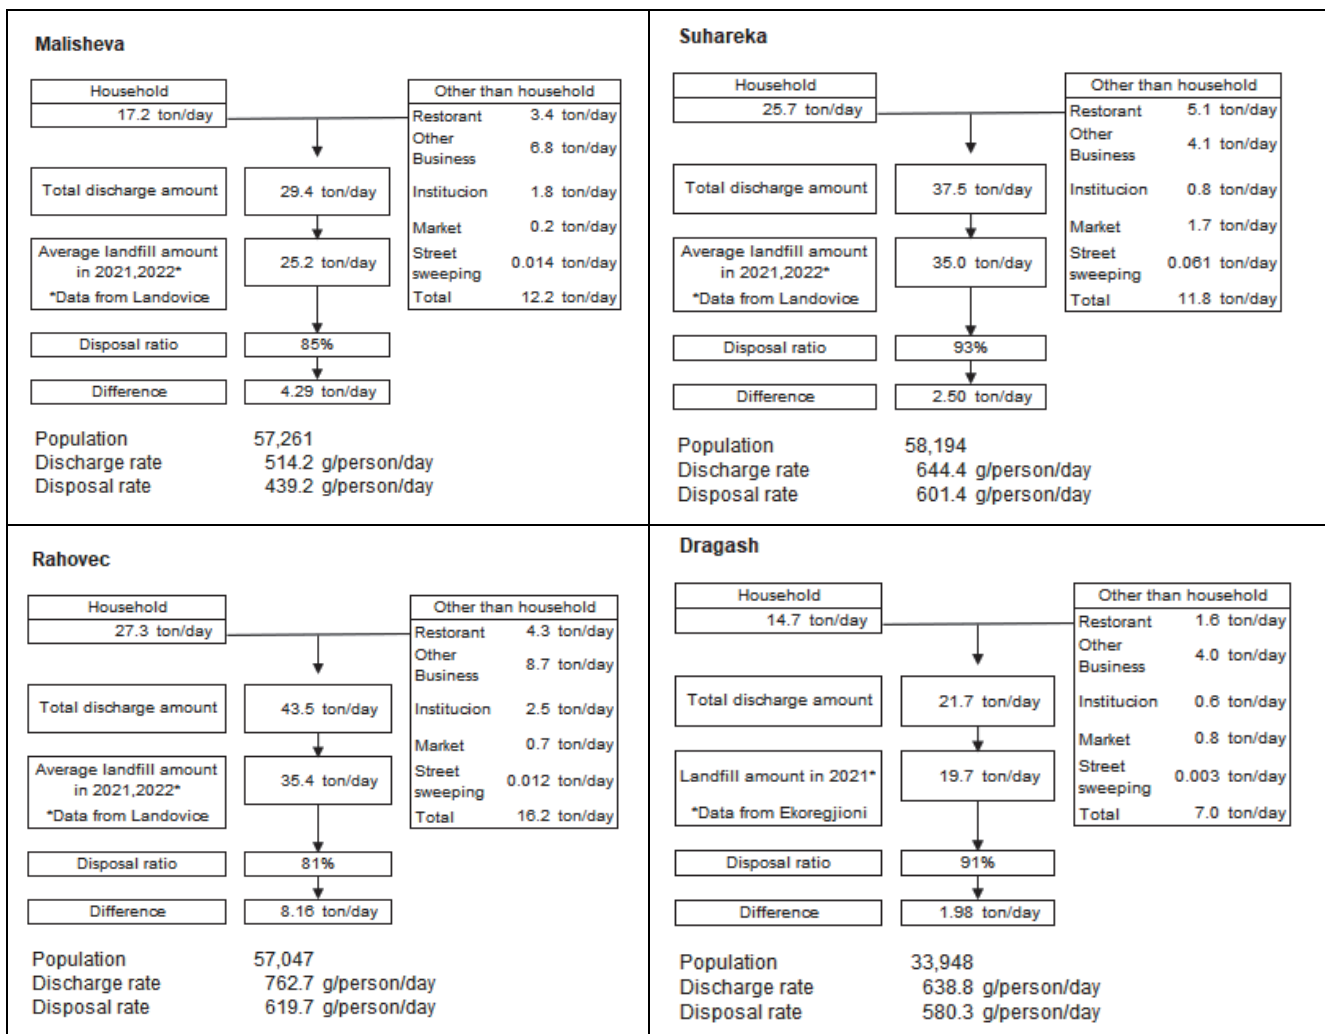 Malisheva
Household
17.2 ton/day
Other than household
Restorant 3.4 ton/day
Other
Business 6.8 ton/day
Institucion 1.8 ton/day
Market 0.2 ton/day
Street
sweeping 0.014 ton/day
Total 12.2 ton/day
Total discharge amount
29.4 ton/day
Average landfill amount
in 2021,2022*
*Data from Landovice
25.2 ton/day
Disposal ratio
85%
Difference
4.29 ton/day
Population 57,261
Discharge rate 514.2 g/person/day
Disposal rate 439.2 g/person/day
Suhareka
Household
25.7 ton/day
Other than household
Restorant 5.1 ton/day
Other
Business 4.1 ton/day
Institucion 0.8 ton/day
Market 1.7 ton/day
Street
sweeping 0.061 ton/day
Total 11.8 ton/day
Total discharge amount
37.5 ton/day
Average landfill amount
in 2021,2022*
*Data from Landovice
35.0 ton/day
Disposal ratio
93%
Difference
2.50 ton/day
Population 58,194
Discharge rate 644.4 g/person/day
Disposal rate 601.4 g/person/day
Rahovec
Household
27.3 ton/day
Other than household
Restorant 4.3 ton/day
Other
Business 8.7 ton/day
Institucion 2.5 ton/day
Market 0.7 ton/day
Street
sweeping 0.012 ton/day
Total 16.2 ton/day
Total discharge amount
43.5 ton/day
Average landfill amount
in 2021,2022*
*Data from Landovice
35.4 ton/day
Disposal ratio
81%
Difference
8.16 ton/day
Population 57,047
Discharge rate 762.7 g/person/day
Disposal rate 619.7 g/person/day
Dragash
Household
14.7 ton/day
Other than household
Restorant 1.6 ton/day
Other
Business 4.0 ton/day
Institucion 0.6 ton/day
Market 0.8 ton/day
Street
sweeping 0.003 ton/day
Total 7.0 ton/day
Total discharge amount
21.7 ton/day
Landfill amount in 2021*
*Data from Ekoregjioni
19.7 ton/day
Disposal ratio
91%
Difference
1.98 ton/day
Population 33,948
Discharge rate 638.8 g/person/day
Disposal rate 580.3 g/person/day